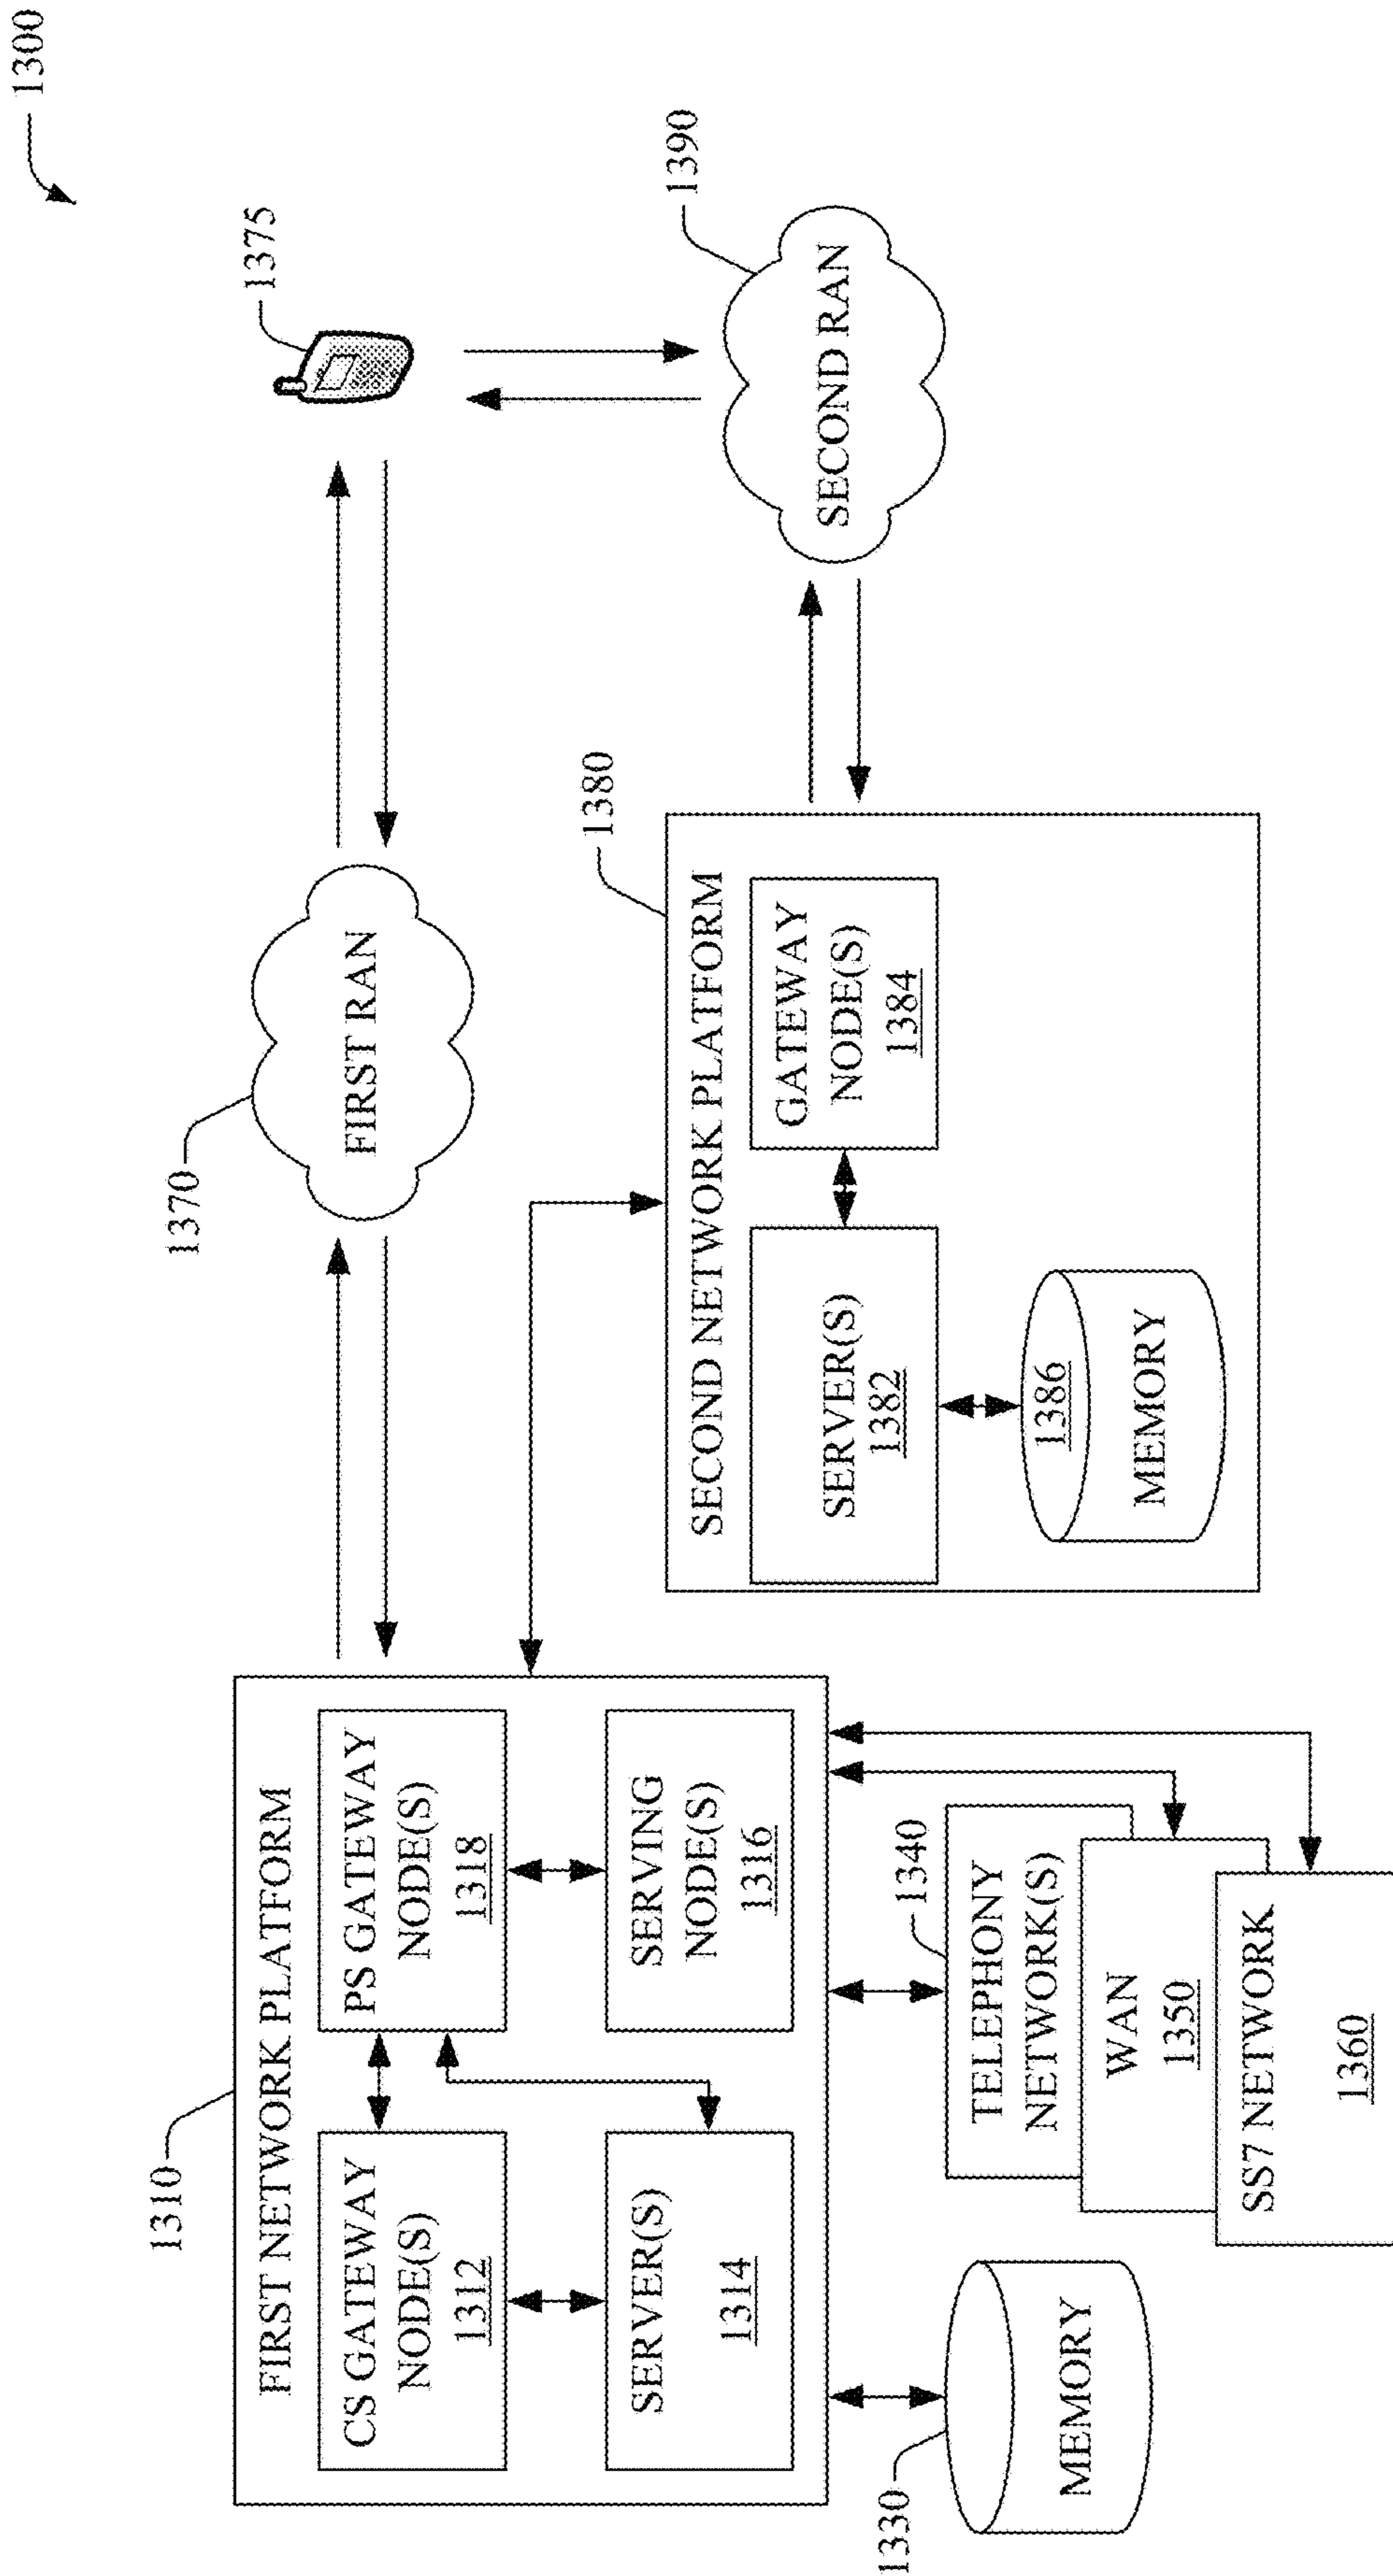 1300
1310
FIRST NETWORK PLATFORM
CS GATEWAY
NODE(S)
1312
PS GATEWAY
NODE(S)
1318
SERVER(S)
1314
SERVING
NODE(S)
1316
1330
MEMORY
1340
TELEPHONY
NETWORK(S)
WAN
1350
SS7 NETWORK
1360
1370
FIRST RAN
1375
1380
SECOND NETWORK PLATFORM
SERVER(S)
1382
GATEWAY
NODE(S)
1384
1386
MEMORY
1390
SECOND RAN